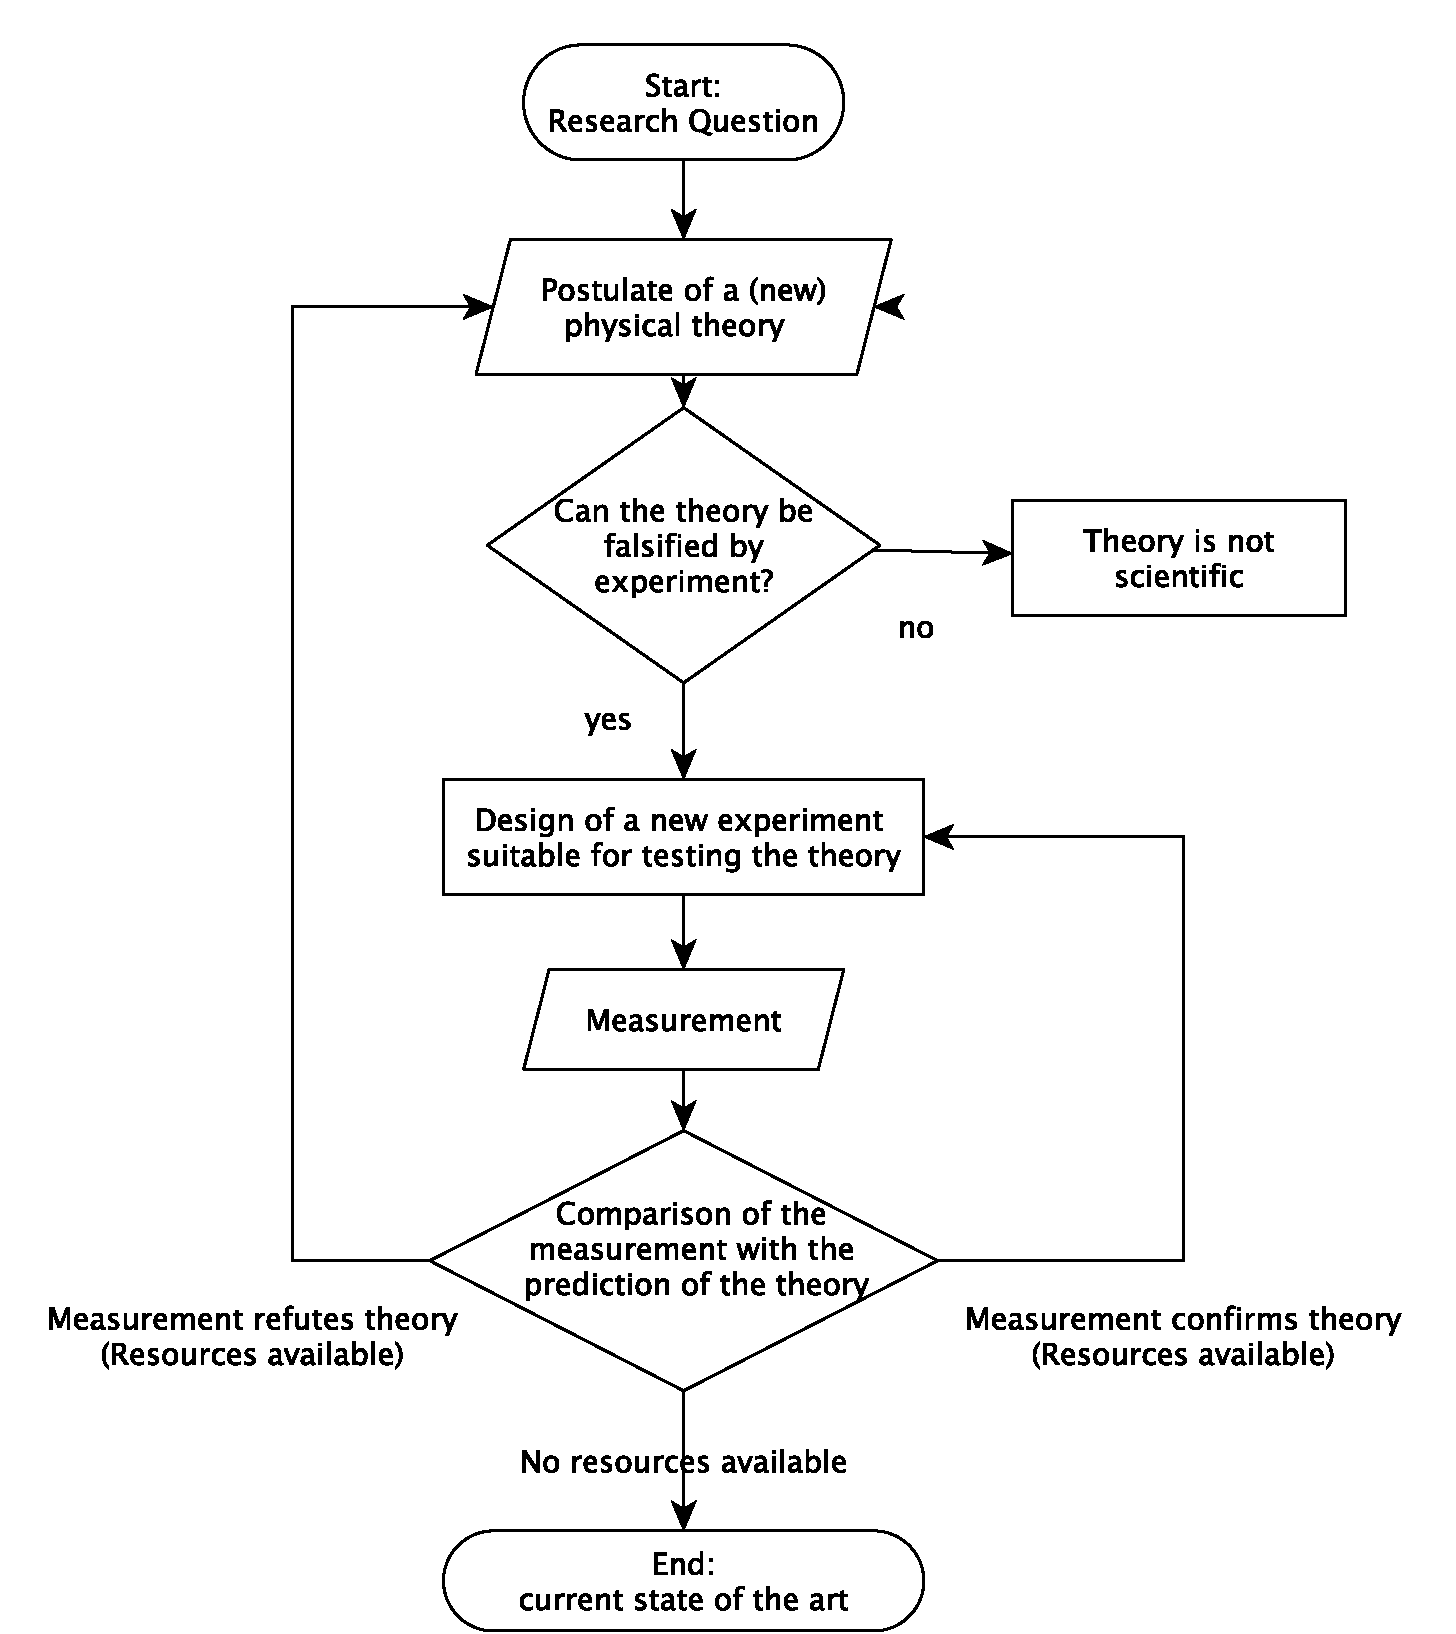 Start:
Research Question
Postulate of a (new)
physical theory
Can the theory be
falsified by
experiment?
Theory is not
scientific
no
yes
Design of a new experiment
suitable for testing the theory
Measurement
Comparison of the
measurement with the
prediction of the theory
Measurement refutes theory
(Resources available)
Measurement confirms theory
(Resources available)
No resources available
End:
current state of the art